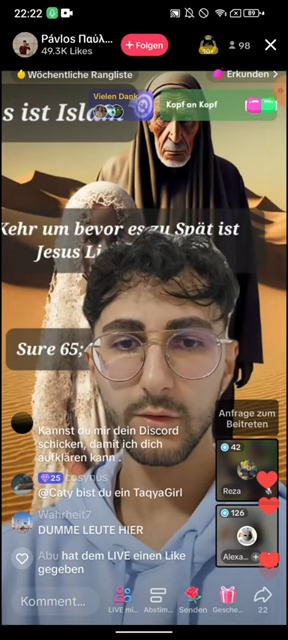 22:22
89
Pávlos Παύλ...
49.3K Likes
+ Folgen
98
Wöchentliche Rangliste
Erkunden >
Vielen Dank
Kopf an Kopf
s ist Isla
Kehr um bevor es zu Spät ist
Jesus Li
Sure 65;
Anfrage zum
Beitreten
Kannst du mir dein Discord
schicken, damit ich dich
aufklären kann .
25
@Caty bist du ein TaqyaGirl
Wahrheit7
DUMME LEUTE HIER
Abu hat dem LIVE einen Like
gegeben
42
Reza
126
Alexa...
Komment...
LIVE mi...
Abstim...
Senden
Gesche...
22